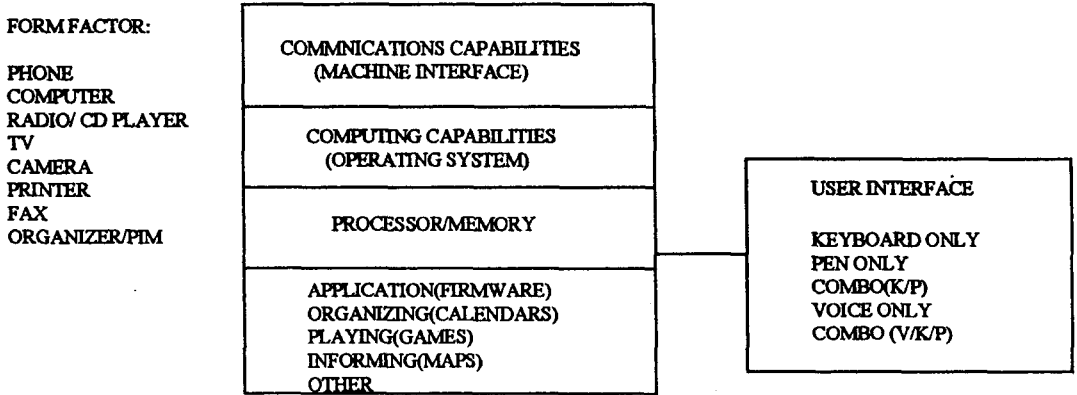 FORM FACTOR:
PHONE
COMPUTER
RADIO/ CD PLAYER
TV
CAMERA
PRINTER
FAX
ORGANIZER/PIM
COMMNICATIONS CAPABILITIES
(MACHINE INTERFACE)
COMPUTING CAPABILITIES
(OPERATING SYSTEM)
PROCESSOR/MEMORY
APPLICATION(FIRMWARE)
ORGANIZING(CALENDARS)
PLAYING(GAMES)
INFORMING(MAPS)
OTHER
USER INTERFACE
KEYBOARD ONLY
PEN ONLY
COMBO(K/P)
VOICE ONLY
COMBO (V/K/P)